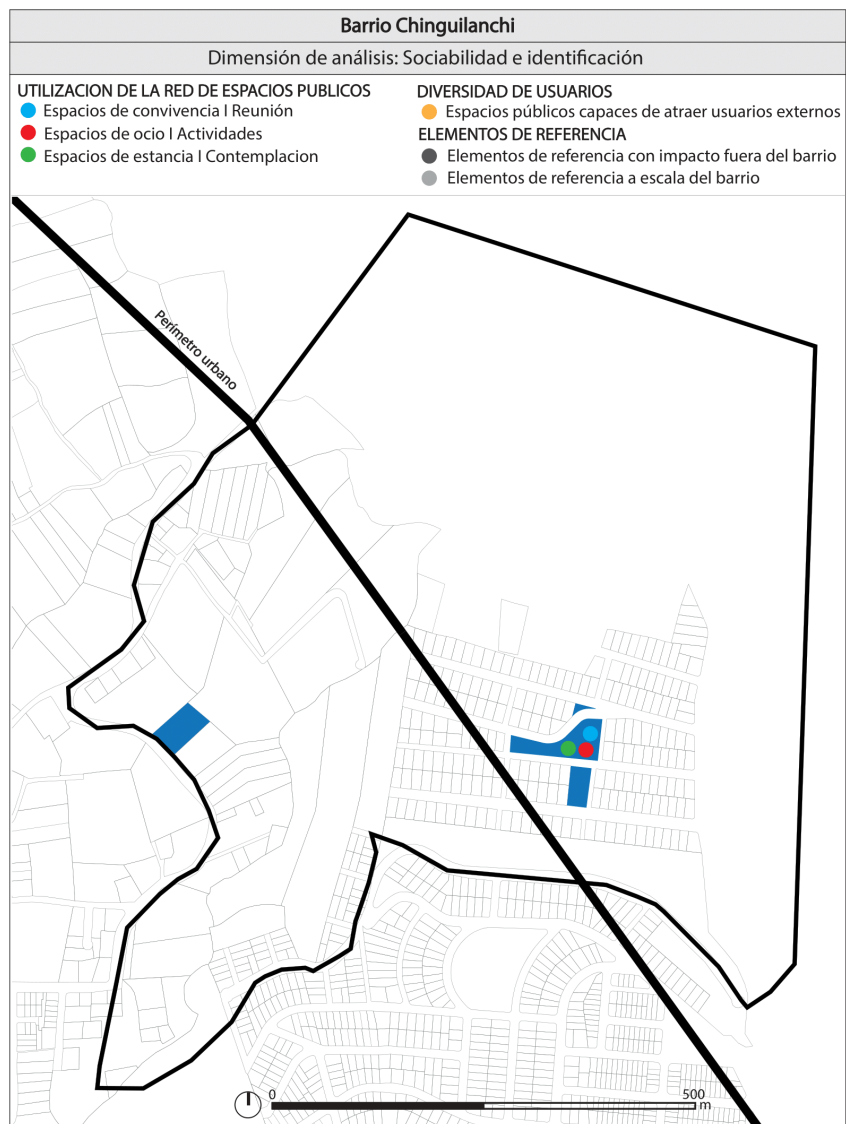 Barrio Chinguilanchi
Dimensión de análisis: Sociabilidad e identificación
UTILIZACION DE LA RED DE ESPACIOS PUBLICOS
Espacios de convivencia I Reunión
Espacios de ocio I Actividades
Espacios de estancia I Contemplacion
DIVERSIDAD DE USUARIOS
Espacios públicos capaces de atraer usuarios externos
ELEMENTOS DE REFERENCIA
Elementos de referencia con impacto fuera del barrio
Elementos de referencia a escala del barrio
Perímetro urbano
0
500
m